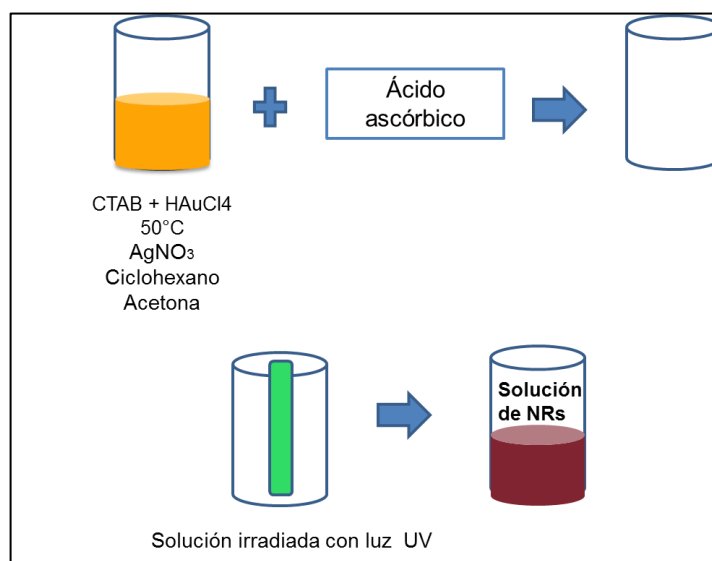 Ácido
ascórbico
CTAB + HAuCl4
50°C
AgNO₃
Ciclohexano
Acetona
Solución
de NRs
Solución irradiada con luz UV